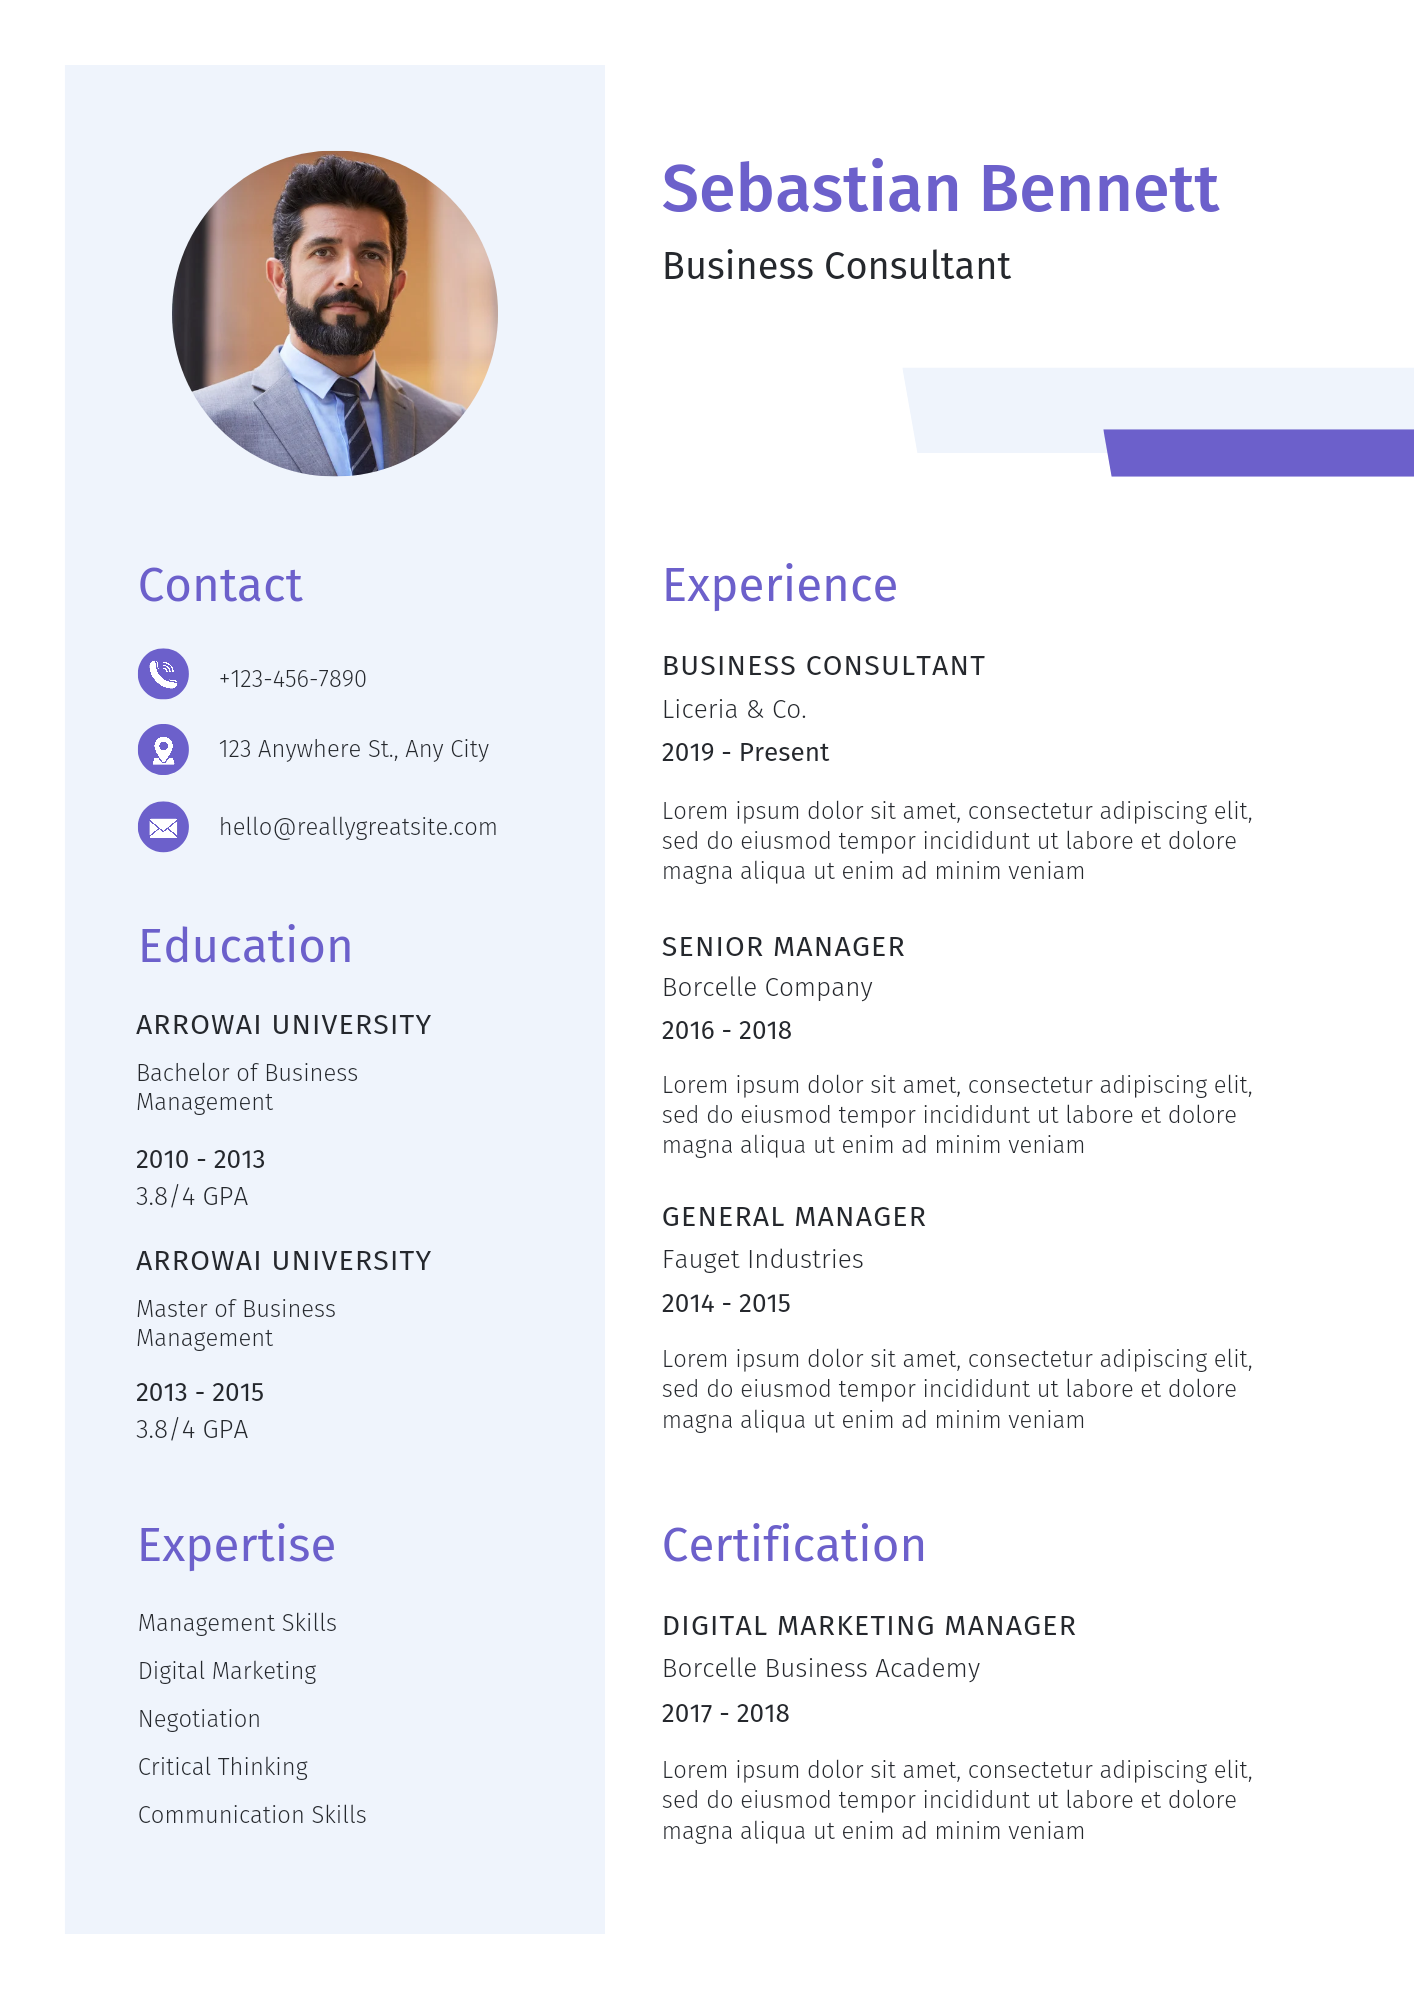 Sebastian Bennett
Business Consultant
Contact
+123-456-7890
123 Anywhere St., Any City
hello@reallygreatsite.com
Education
ARROWAI UNIVERSITY
Bachelor of Business
Management
2010 - 2013
3.8/4 GPA
ARROWAI UNIVERSITY
Master of Business
Management
2013 - 2015
3.8/4 GPA
Expertise
Management Skills
Digital Marketing
Negotiation
Critical Thinking
Communication Skills
Experience
BUSINESS CONSULTANT
Liceria & Co.
2019 - Present
Lorem ipsum dolor sit amet, consectetur adipiscing elit,
sed do eiusmod tempor incididunt ut labore et dolore
magna aliqua ut enim ad minim veniam
SENIOR MANAGER
Borcelle Company
2016 - 2018
Lorem ipsum dolor sit amet, consectetur adipiscing elit,
sed do eiusmod tempor incididunt ut labore et dolore
magna aliqua ut enim ad minim veniam
GENERAL MANAGER
Fauget Industries
2014 - 2015
Lorem ipsum dolor sit amet, consectetur adipiscing elit,
sed do eiusmod tempor incididunt ut labore et dolore
magna aliqua ut enim ad minim veniam
Certification
DIGITAL MARKETING MANAGER
Borcelle Business Academy
2017 - 2018
Lorem ipsum dolor sit amet, consectetur adipiscing elit,
sed do eiusmod tempor incididunt ut labore et dolore
magna aliqua ut enim ad minim veniam